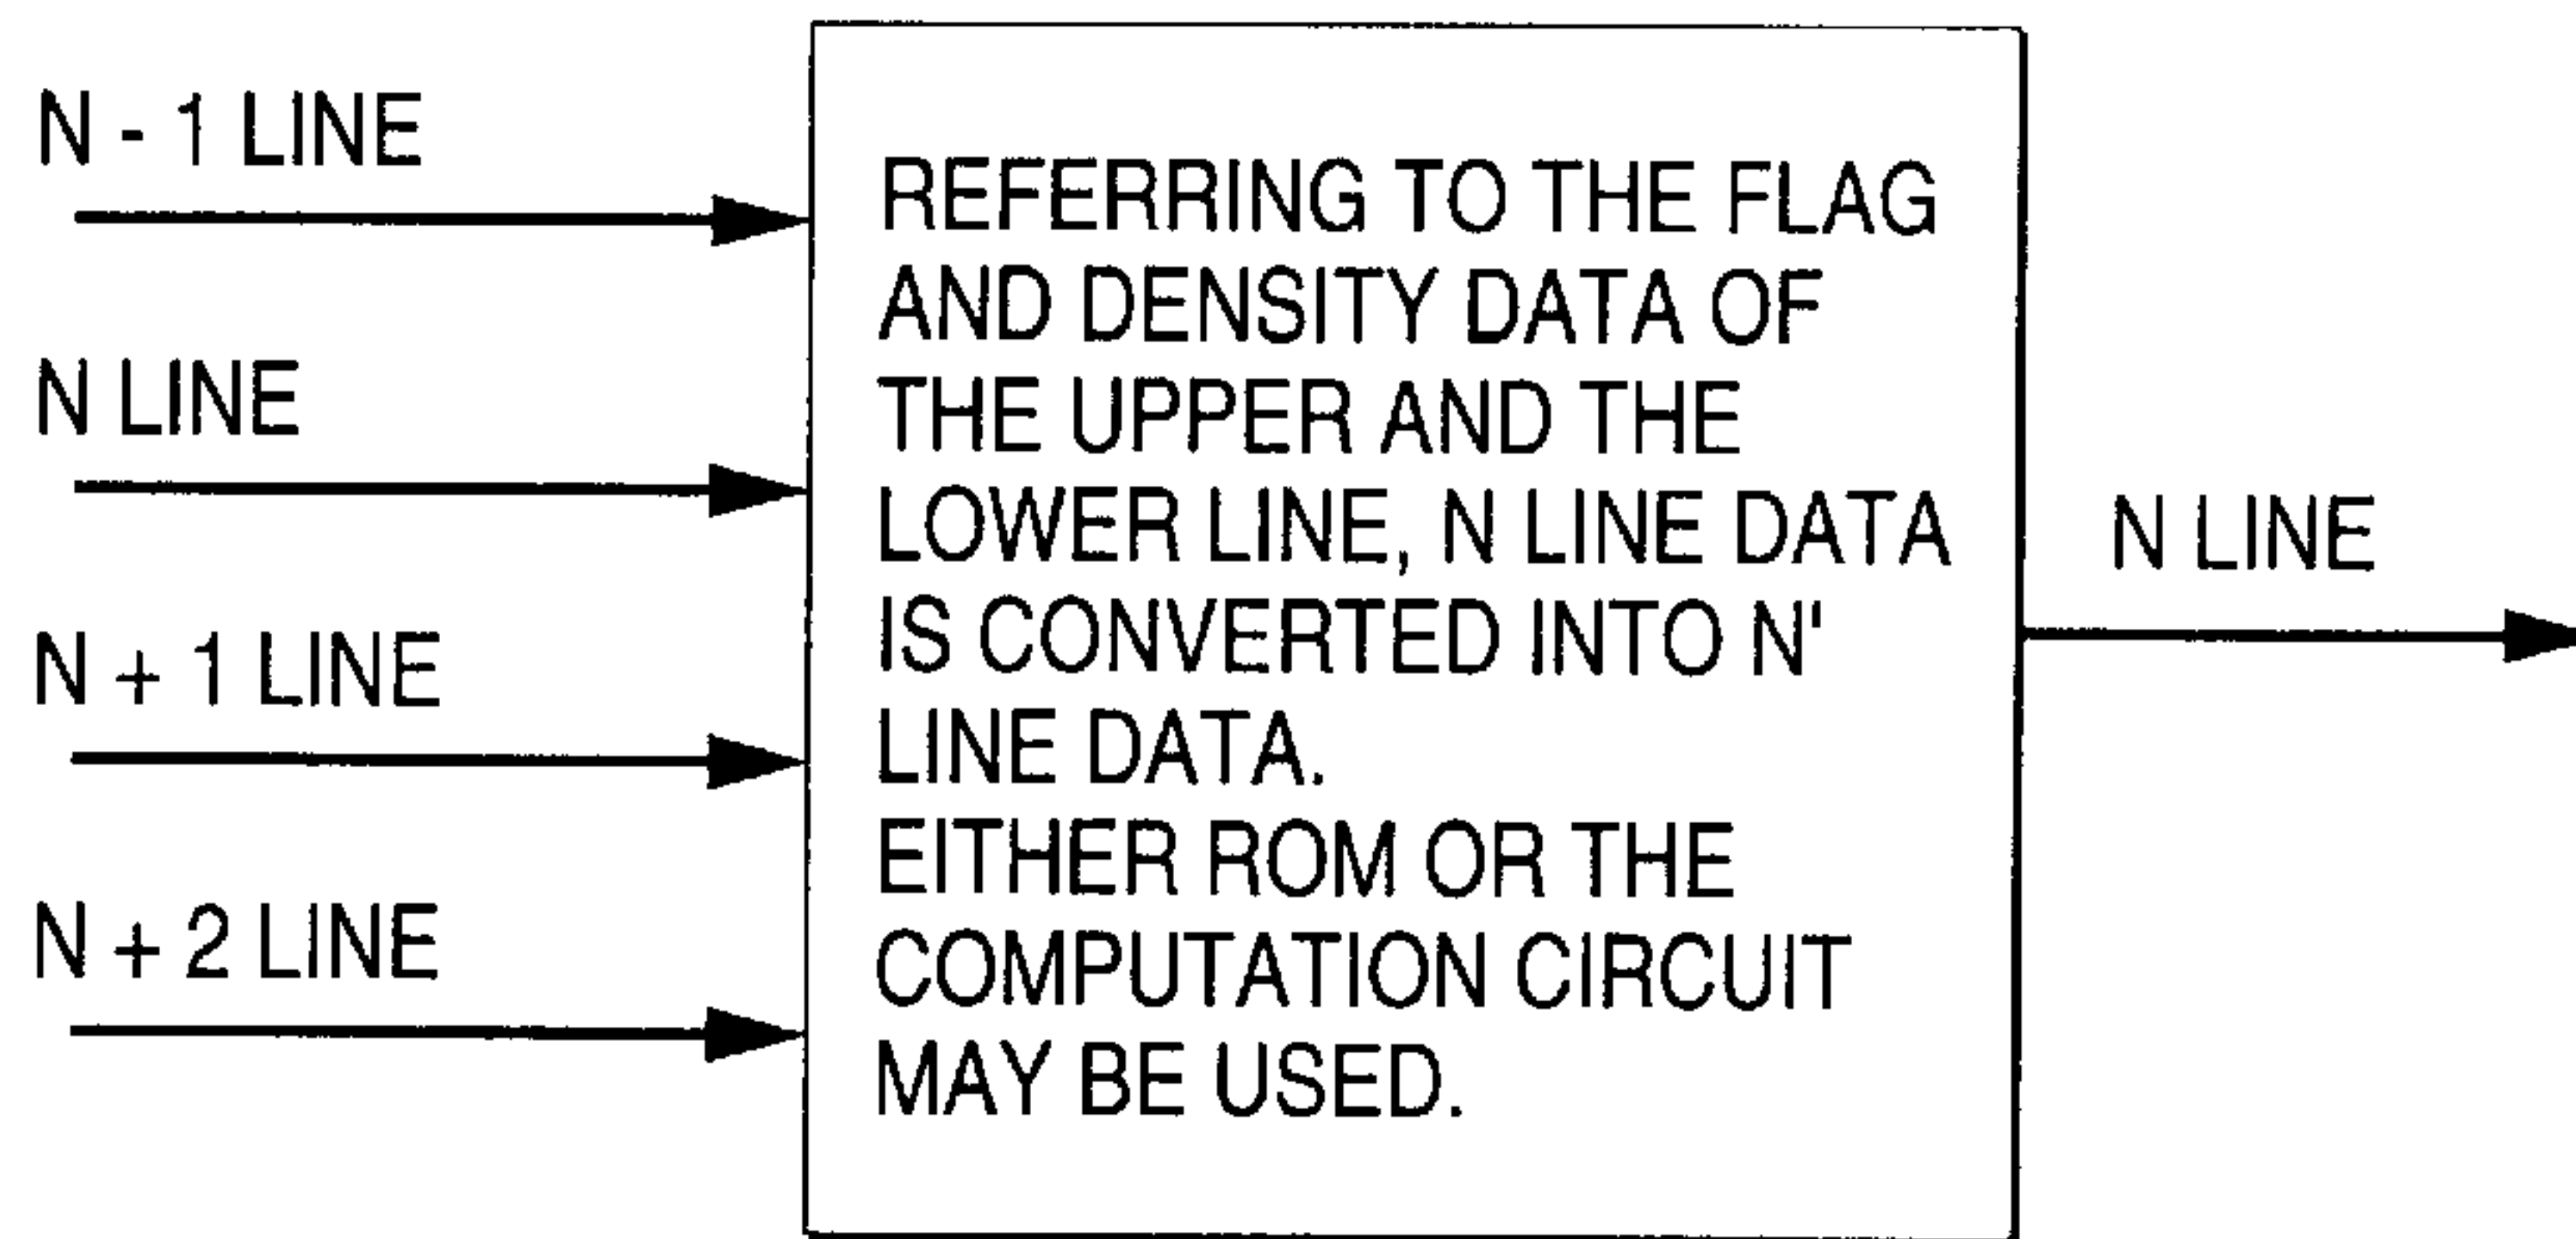 N - 1 LINE
N LINE
N + 1 LINE
N + 2 LINE
REFERRING TO THE FLAG
AND DENSITY DATA OF
THE UPPER AND THE
LOWER LINE, N LINE DATA
IS CONVERTED INTO N'
LINE DATA.
EITHER ROM OR THE
COMPUTATION CIRCUIT
MAY BE USED.
N LINE